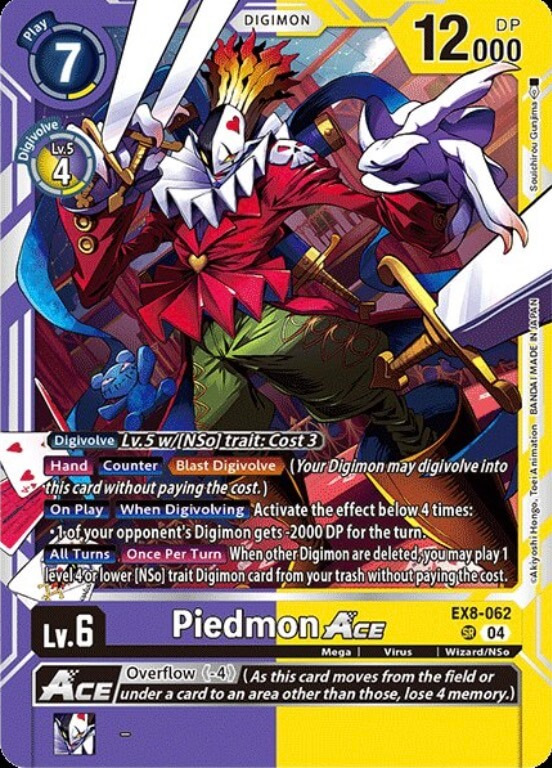 Play
7
DIGIMON
12000
DP
Digivolve
Lv.5
4
Souichirou Gunjima
©Akiyoshi Hongo, Toei Animation BANDAI MADE IN JAPAN
Digivolve Lv.5 w/[NSo] trait: Cost 3
Hand Counter Blast Digivolve (Your Digimon may digivolve into
this card without paying the cost.)
On Play When Digivolving Activate the effect below 4 times:
・1 of your opponent's Digimon gets -2000 DP for the turn.
All Turns Once Per Turn When other Digimon are deleted, you may play 1
level 4 or lower [NSo] trait Digimon card from your trash without paying the cost.
Lv.6
Piedmon ACE
EX8-062
SR 04
Mega | Virus | Wizard/NSo
ACE Overflow ⟨-4⟩ (As this card moves from the field or
under a card to an area other than those, lose 4 memory.)
-